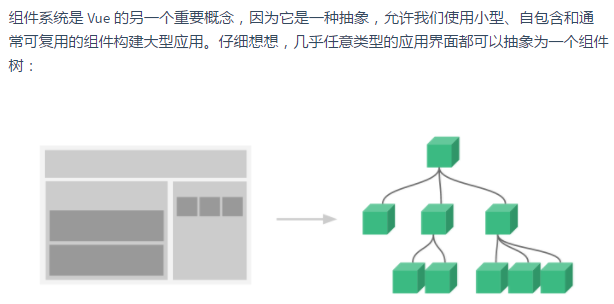 组件系统是 Vue 的另一个重要概念，因为它是一种抽象，允许我们使用小型、自包含和通
常可复用的组件构建大型应用。仔细想想，几乎任意类型的应用界面都可以抽象为一个组件
树：